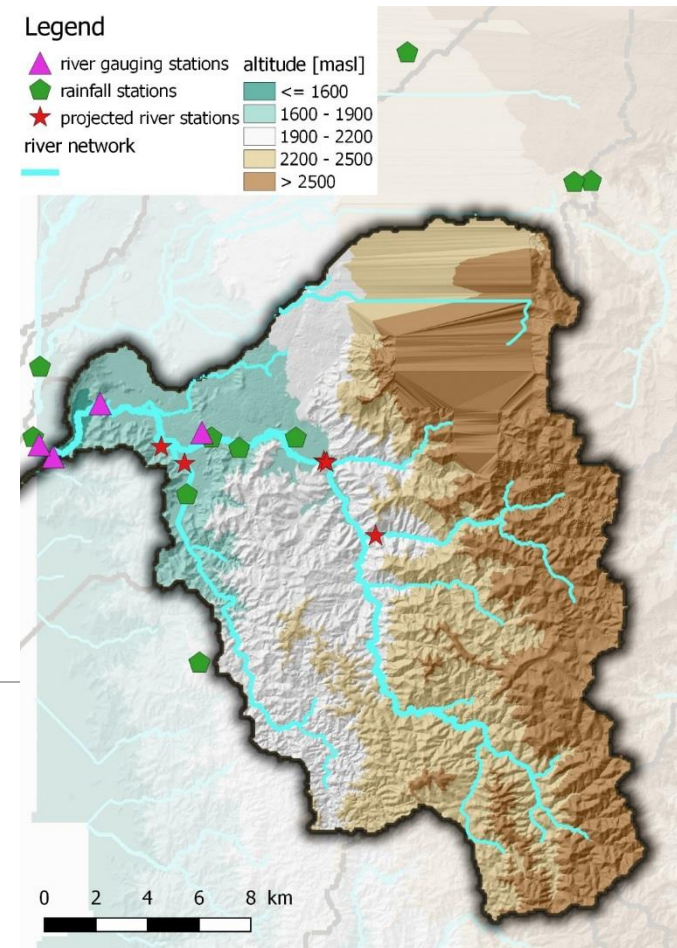 Legend
river gauging stations
rainfall stations
projected river stations
river network
altitude [masl]
<= 1600
1600 - 1900
1900 - 2200
2200 - 2500
> 2500
0 2 4 6 8 km